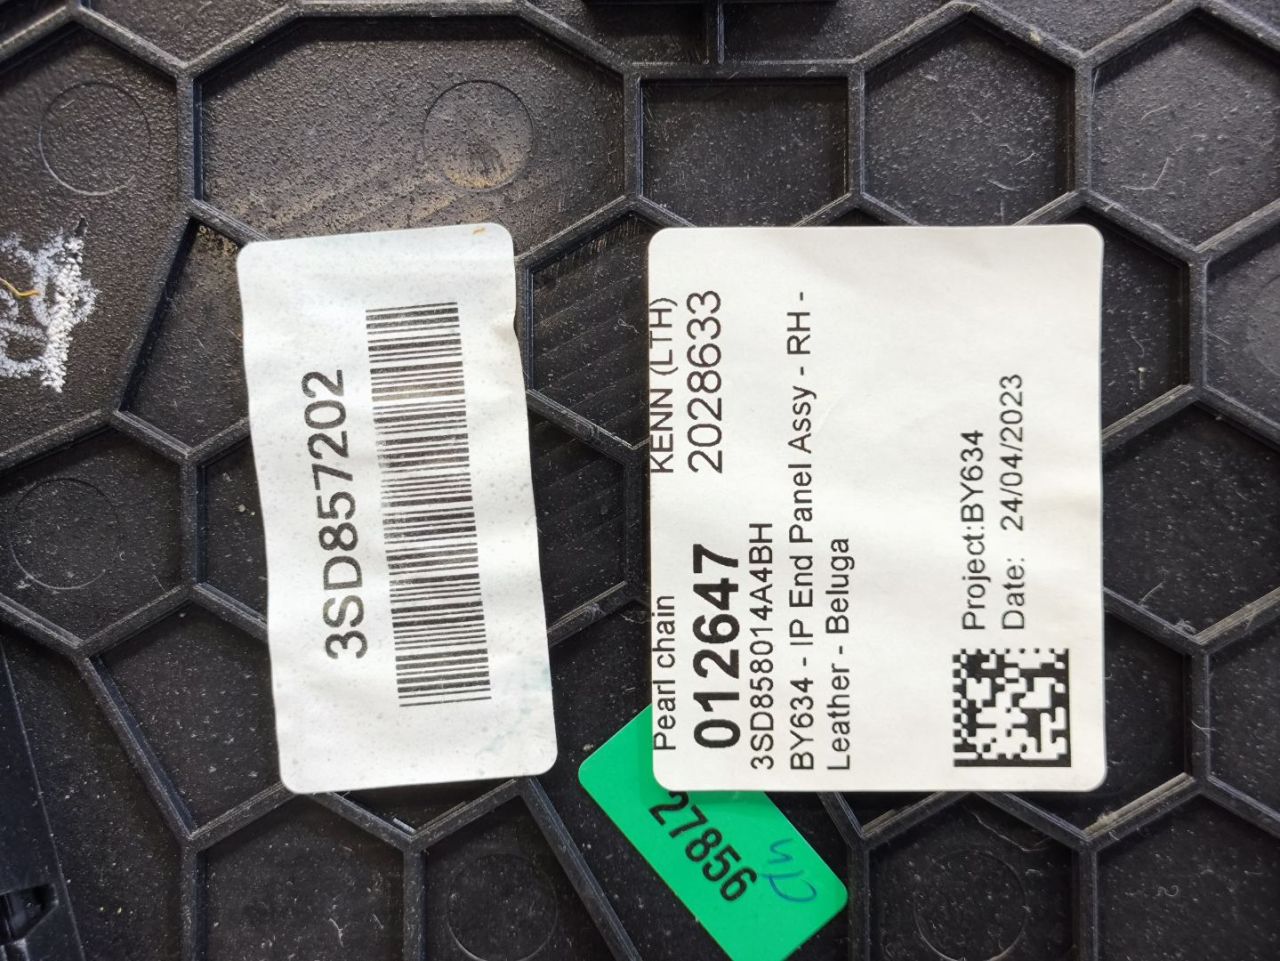 3SD857202
Pearl chain KENN (LTH)
012647 2028633
3SD858014A4BH
BY634 - IP End Panel Assy - RH -
Leather - Beluga
Project:BY634
Date: 24/04/2023
27856